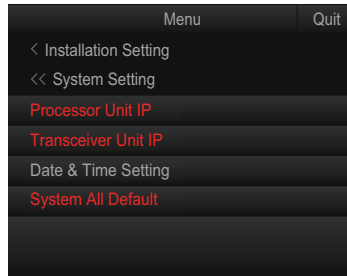 Menu Quit
< Installation Setting
<< System Setting
Processor Unit IP
Transceiver Unit IP
Date & Time Setting
System All Default